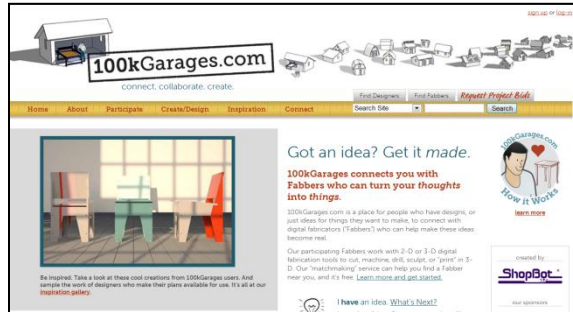 sign up or log-in
100kGarages.com
connect. collaborate. create.
Find Designers Find Fabbers Request Project Bids
Home About Participate Create/Design Inspiration Connect Search Site Search
Got an idea? Get it made.
100kGarages connects you with
Fabbers who can turn your thoughts
into things.
100kGarages.com is a place for people who have designs, or
just ideas for things they want to make, to connect with
digital fabricators ("Fabbers") who can help make these ideas
become real.
Our participating Fabbers work with 2-D or 3-D digital
fabrication tools to cut, machine, drill, sculpt, or "print" in 3-
D. Our "matchmaking" service can help you find a Fabber
near you, and it's free. Learn more and get started.
I have an idea. What's Next?
100kGarages.com
How it Works
learn more
created by
ShopBot
our sponsors
Be inspired. Take a look at these cool creations from 100kGarages users. And
sample the work of designers who make their plans available for use. It's all at our
inspiration gallery.